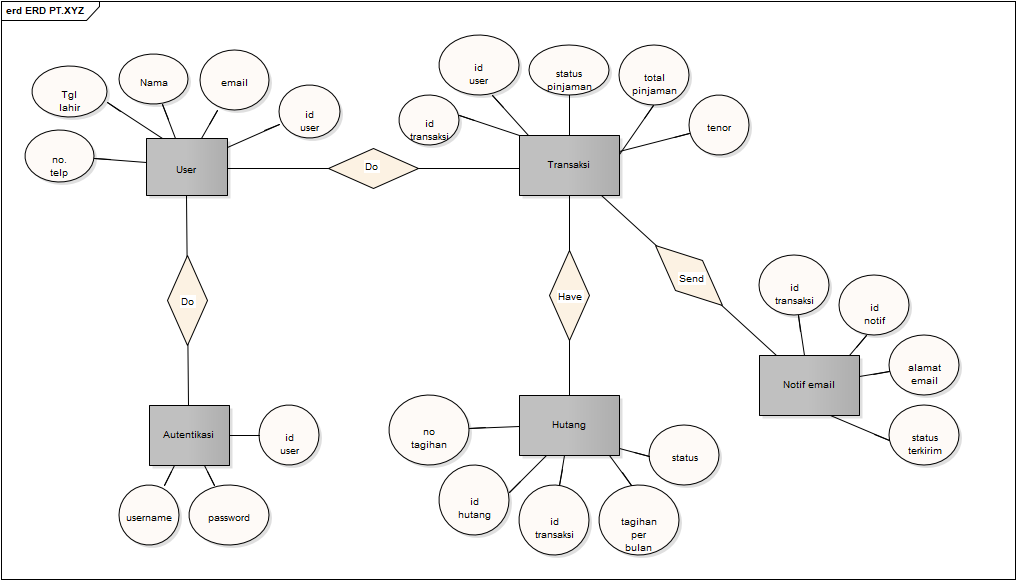 erd ERD PT.XYZ
Tgl
lahir
Nama
email
id
user
no.
telp
User
Do
id
user
status
pinjaman
total
pinjaman
id
transaksi
tenor
Transaksi
Do
Have
Send
id
transaksi
id
notif
alamat
email
status
terkirim
Notif email
Autentikasi
id
user
username
password
Hutang
no
tagihan
id
hutang
id
transaksi
tagihan
per
bulan
status